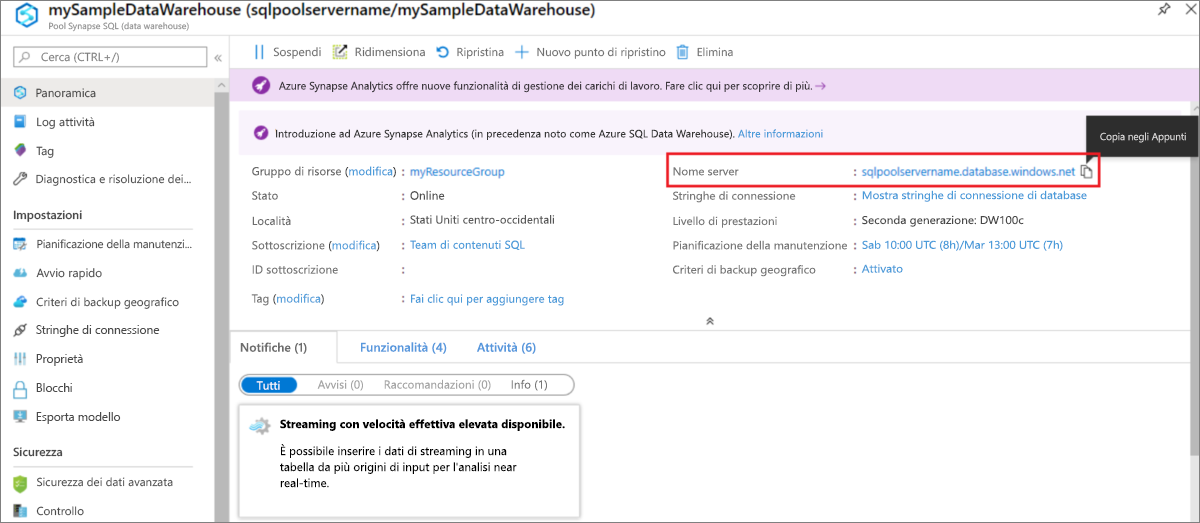 mySampleDataWarehouse (sqlpoolservername/mySampleDataWarehouse)
Pool Synapse SQL (data warehouse)
Cerca (CTRL+/)
Panoramica
Log attività
Tag
Diagnostica e risoluzione dei...
Impostazioni
Pianificazione della manutenzi...
Avvio rapido
Criteri di backup geografico
Stringhe di connessione
Proprietà
Blocchi
Esporta modello
Sicurezza
Sicurezza dei dati avanzata
Controllo
Sospendi Ridimensiona Ripristina Nuovo punto di ripristino Elimina
Azure Synapse Analytics offre nuove funzionalità di gestione dei carichi di lavoro. Fare clic qui per scoprire di più. →
Introduzione ad Azure Synapse Analytics (in precedenza noto come Azure SQL Data Warehouse). Altre informazioni
Copia negli Appunti
Gruppo di risorse (modifica) : myResourceGroup
Stato : Online
Località : Stati Uniti centro-occidentali
Sottoscrizione (modifica) : Team di contenuti SQL
ID sottoscrizione :
Tag (modifica) : Fai clic qui per aggiungere tag
Nome server : sqlpoolservername.database.windows.net
Stringhe di connessione : Mostra stringhe di connessione di database
Livello di prestazioni : Seconda generazione: DW100c
Pianificazione della manutenzione : Sab 10:00 UTC (8h)/Mar 13:00 UTC (7h)
Criteri di backup geografico : Attivato
Notifiche (1) Funzionalità (4) Attività (6)
Tutti Avvisi (0) Raccomandazioni (0) Info (1)
Streaming con velocità effettiva elevata disponibile.
È possibile inserire i dati di streaming in una
tabella da più origini di input per l'analisi near
real-time.